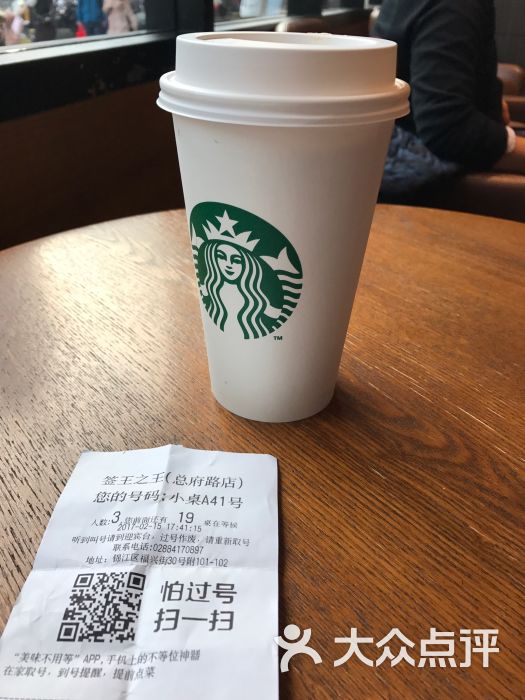 TM
签王之王(总府路店)
您的号码:小桌A41号
人数:3,您前面还有 19 桌在等候
2017-02-15 17:41:15
听到叫号请到迎宾台,过号作废,请重新取号
联系电话:02884170897
地址:锦江区福兴街30号附101-102
怕过号
扫一扫
“美味不用等”APP,手机上的不等位神器
在家取号,到号提醒,提前点菜
大众点评